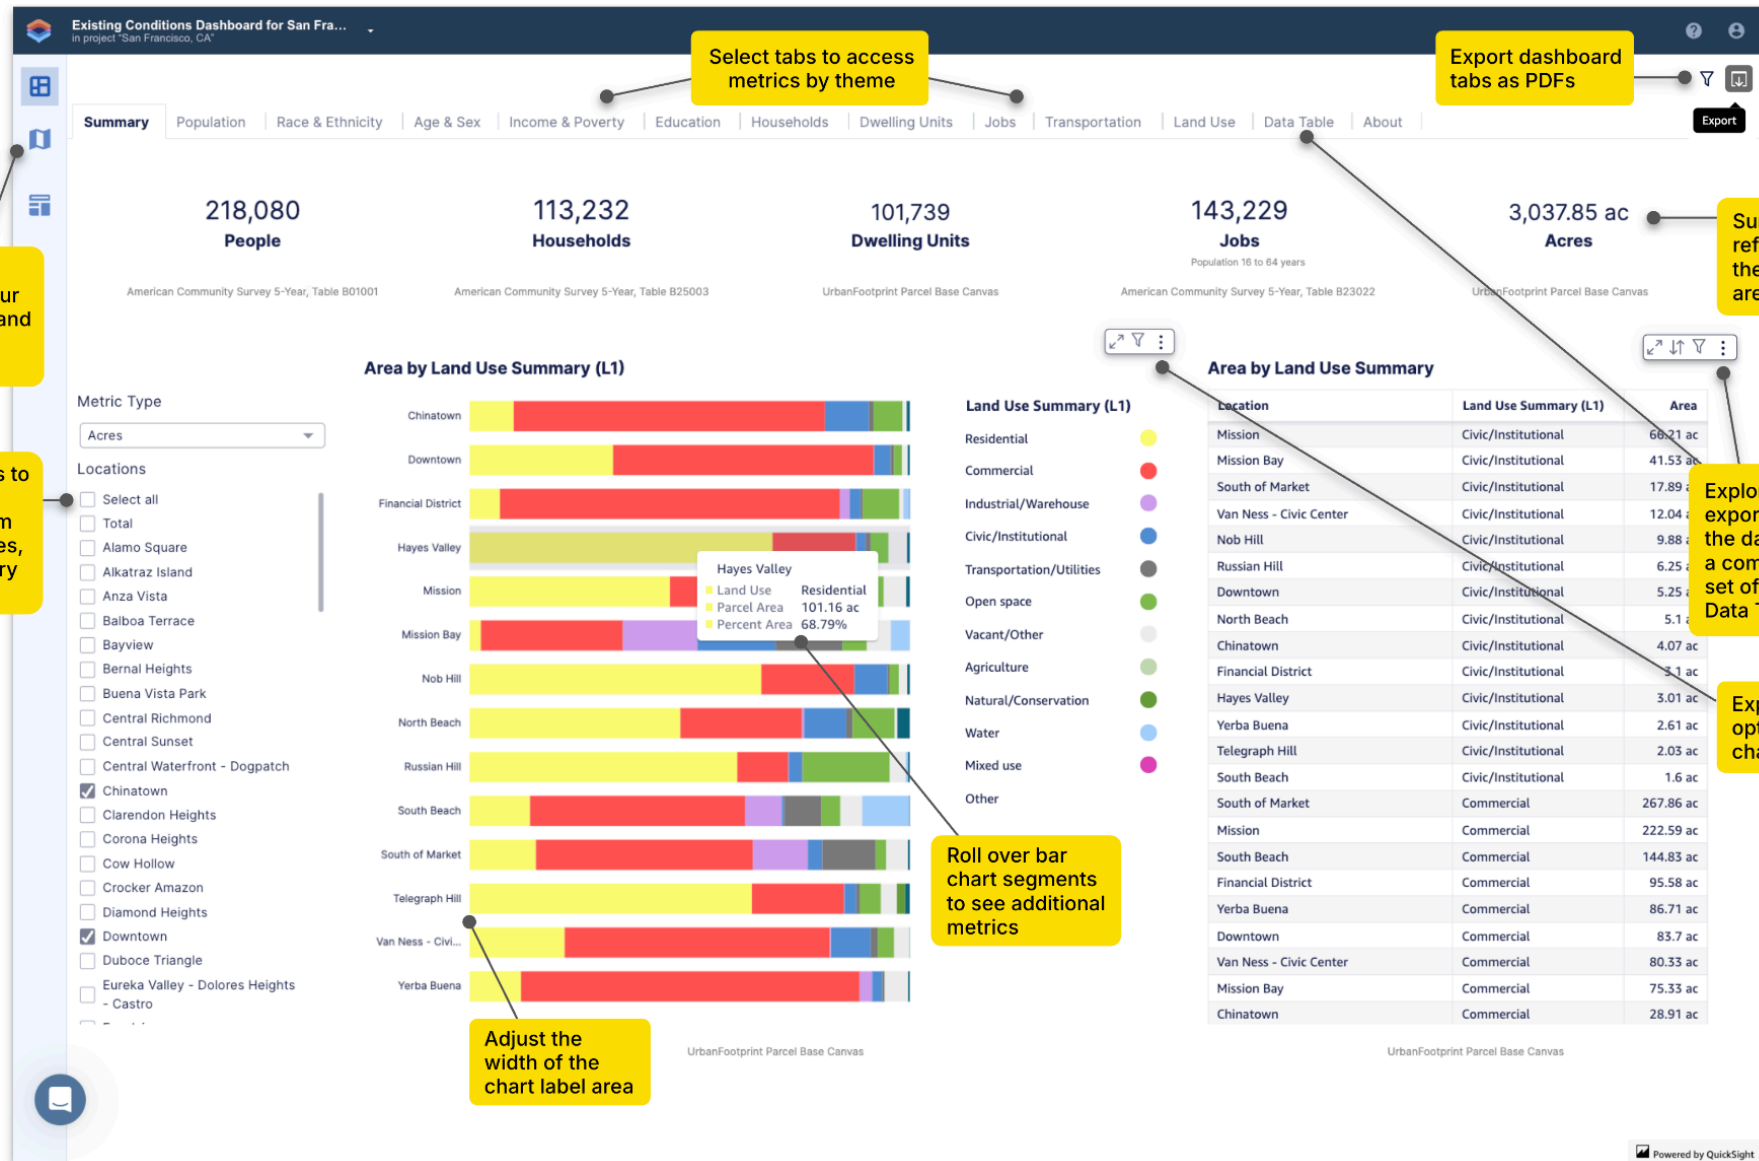 Existing Conditions Dashboard for San Fra...
in project "San Francisco, CA"
Select tabs to access
metrics by theme
Export dashboard
tabs as PDFs
Export
Summary
Population
Race & Ethnicity
Age & Sex
Income & Poverty
Education
Households
Dwelling Units
Jobs
Transportation
Land Use
Data Table
About
218,080
People
American Community Survey 5-Year, Table B01001
113,232
Households
American Community Survey 5-Year, Table B25003
101,739
Dwelling Units
UrbanFootprint Parcel Base Canvas
143,229
Jobs
Population 16 to 64 years
American Community Survey 5-Year, Table B23022
3,037.85 ac
Acres
UrbanFootprint Parcel Base Canvas
and
to
Metric Type
Acres
Locations
Select all
Total
Alamo Square
Alkatraz Island
Anza Vista
Balboa Terrace
Bayview
Bernal Heights
Buena Vista Park
Central Richmond
Central Sunset
Central Waterfront - Dogpatch
Chinatown
Clarendon Heights
Corona Heights
Cow Hollow
Crocker Amazon
Diamond Heights
Downtown
Duboce Triangle
Eureka Valley - Dolores Heights
- Castro
Area by Land Use Summary (L1)
Chinatown
Downtown
Financial District
Hayes Valley
Mission
Mission Bay
Nob Hill
North Beach
Russian Hill
South Beach
South of Market
Telegraph Hill
Van Ness - Civi...
Yerba Buena
Hayes Valley
Land Use Residential
Parcel Area 101.16 ac
Percent Area 68.79%
Adjust the
width of the
chart label area
UrbanFootprint Parcel Base Canvas
Land Use Summary (L1)
Residential
Commercial
Industrial/Warehouse
Civic/Institutional
Transportation/Utilities
Open space
Vacant/Other
Agriculture
Natural/Conservation
Water
Mixed use
Other
Roll over bar
chart segments
to see additional
metrics
Area by Land Use Summary
Location Land Use Summary (L1) Area
Mission Civic/Institutional 66.21 ac
Mission Bay Civic/Institutional 41.53 ac
South of Market Civic/Institutional 17.89
Van Ness - Civic Center Civic/Institutional 12.04
Nob Hill Civic/Institutional 9.88
Russian Hill Civic/Institutional 6.25
Downtown Civic/Institutional 5.25
North Beach Civic/Institutional 5.1
Chinatown Civic/Institutional 4.07 ac
Financial District Civic/Institutional 3.1 ac
Hayes Valley Civic/Institutional 3.01 ac
Yerba Buena Civic/Institutional 2.61 ac
Telegraph Hill Civic/Institutional 2.03 ac
South Beach Civic/Institutional 1.6 ac
South of Market Commercial 267.86 ac
Mission Commercial 222.59 ac
South Beach Commercial 144.83 ac
Financial District Commercial 95.58 ac
Yerba Buena Commercial 86.71 ac
Downtown Commercial 83.7 ac
Van Ness - Civic Center Commercial 80.33 ac
Mission Bay Commercial 75.33 ac
Chinatown Commercial 28.91 ac
UrbanFootprint Parcel Base Canvas
the
the
a
set of
Data
Powered by QuickSight